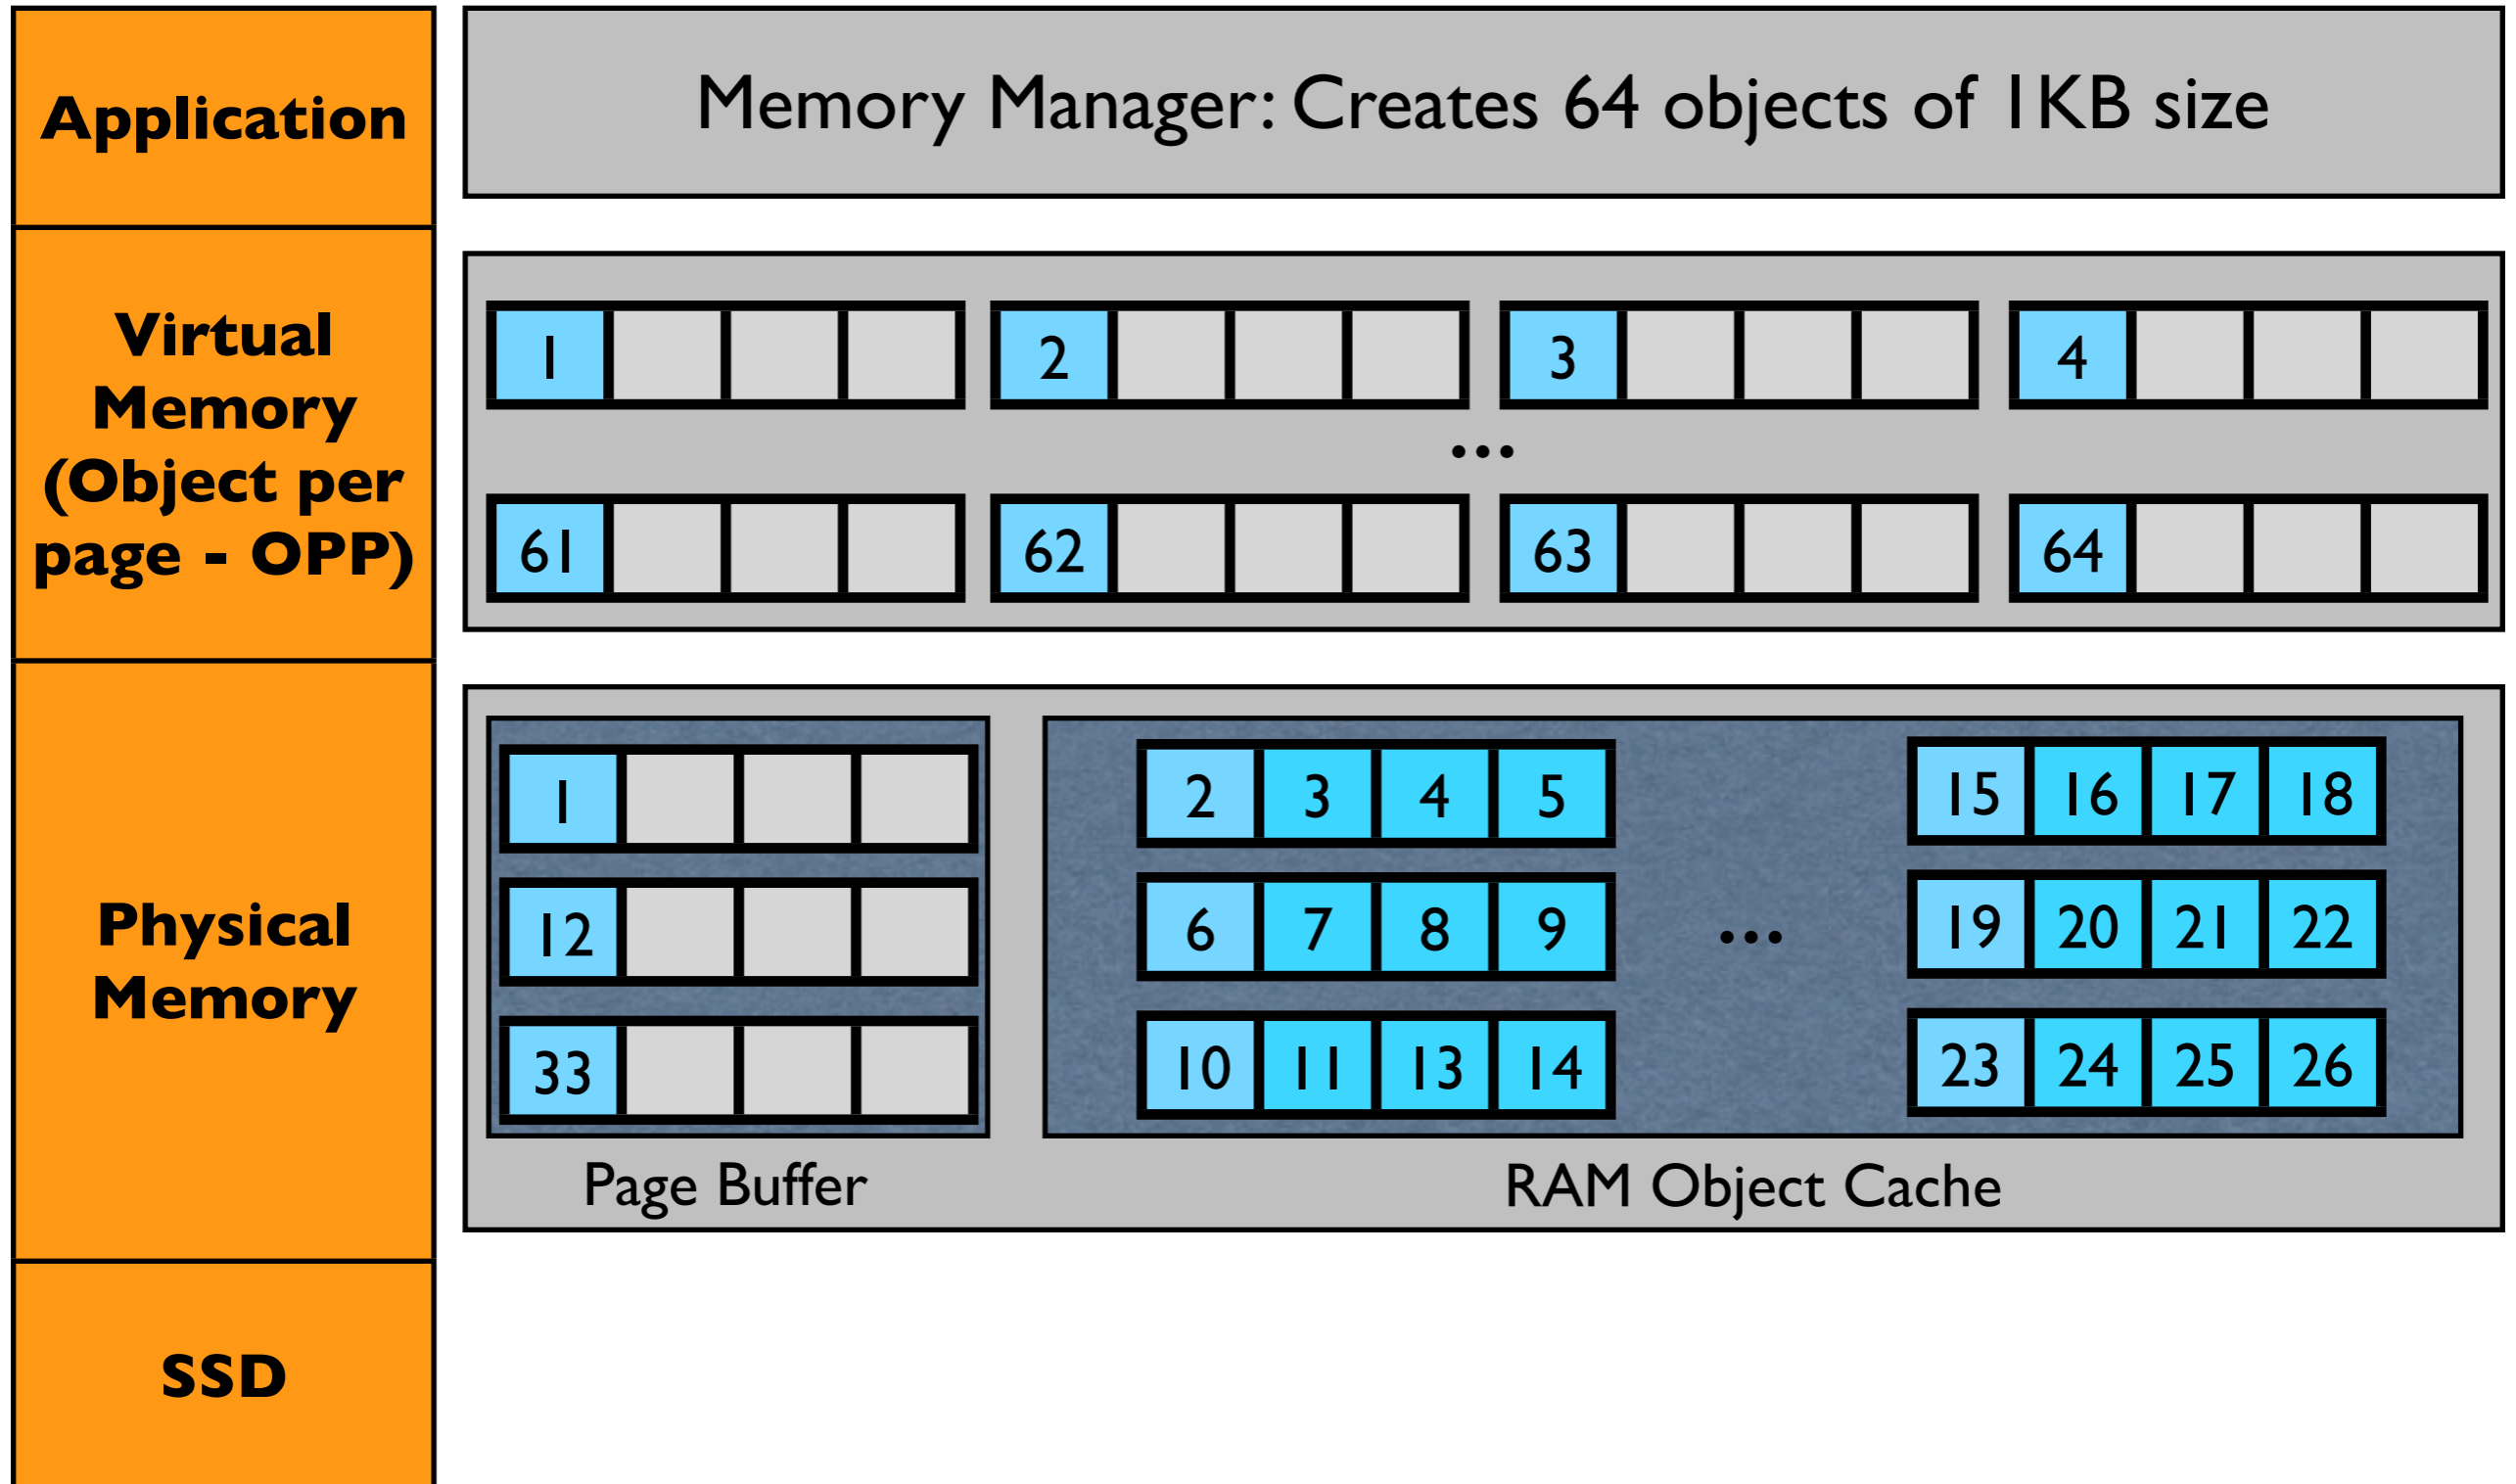 Application
Memory Manager: Creates 64 objects of 1KB size
Virtual
Memory
(Object per
page - OPP)
1 2 3 4
...
61 62 63 64
Physical
Memory
1
12
33
Page Buffer
2 3 4 5
6 7 8 9
10 11 13 14
...
15 16 17 18
19 20 21 22
23 24 25 26
RAM Object Cache
SSD